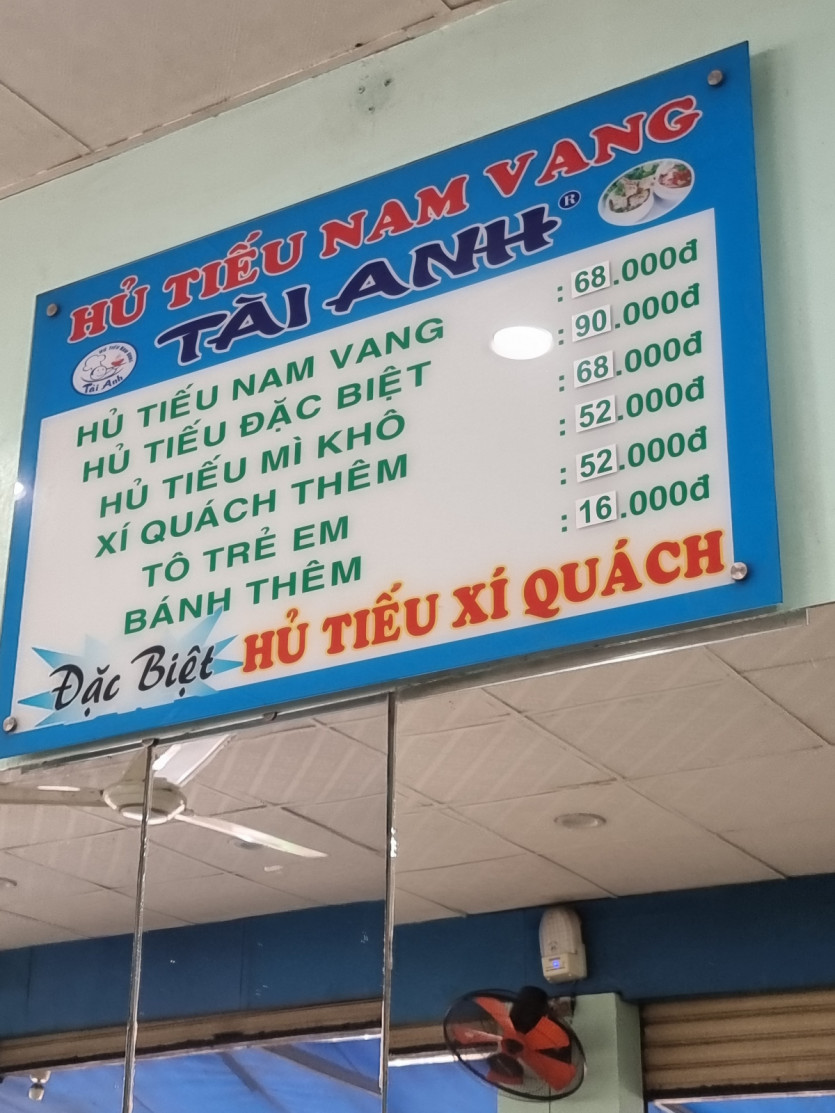 HỦ TIẾU NAM VANG
TÀI ANH ®
Tài Anh
HỦ TIẾU NAM VANG : 68.000đ
HỦ TIẾU ĐẶC BIỆT : 90.000đ
HỦ TIẾU MÌ KHÔ : 68.000đ
XÍ QUÁCH THÊM : 52.000đ
TÔ TRẺ EM : 52.000đ
BÁNH THÊM : 16.000đ
Đặc Biệt HỦ TIẾU XÍ QUÁCH